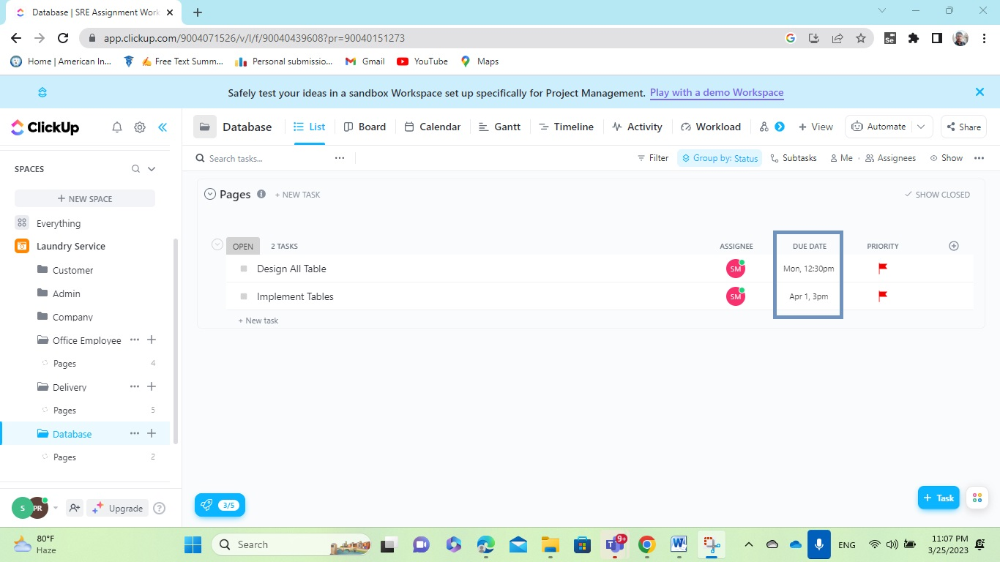 Database | SRE Assignment Work
app.clickup.com/9004071526/v/l/f/90040439608?pr=90040151273
Home | American In... Free Text Summ... Personal submissio... Gmail YouTube Maps
Safely test your ideas in a sandbox Workspace set up specifically for Project Management. Play with a demo Workspace
ClickUp
Database List Board Calendar Gantt Timeline Activity Workload + View Automate Share
Search tasks... Filter Group by: Status Subtasks Me Assignees Show
SPACES
+ NEW SPACE
Everything
Laundry Service
Customer
Admin
Company
Office Employee
Pages 4
Delivery
Pages 5
Database
Pages 2
Pages + NEW TASK SHOW CLOSED
OPEN 2 TASKS ASSIGNEE DUE DATE PRIORITY
Design All Table SM Mon, 12:30pm
Implement Tables SM Apr 1, 3pm
+ New task
S PR Upgrade ?
3/5
+ Task
80°F
Haze
Search
9+
ENG
11:07 PM
3/25/2023
Se